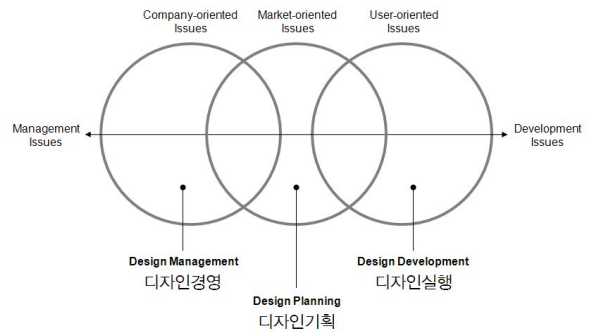 Company-oriented
Issues
Market-oriented
Issues
User-oriented
Issues
Management
Issues
Development
Issues
Design Management
디자인경영
Design Planning
디자인기획
Design Development
디자인실행